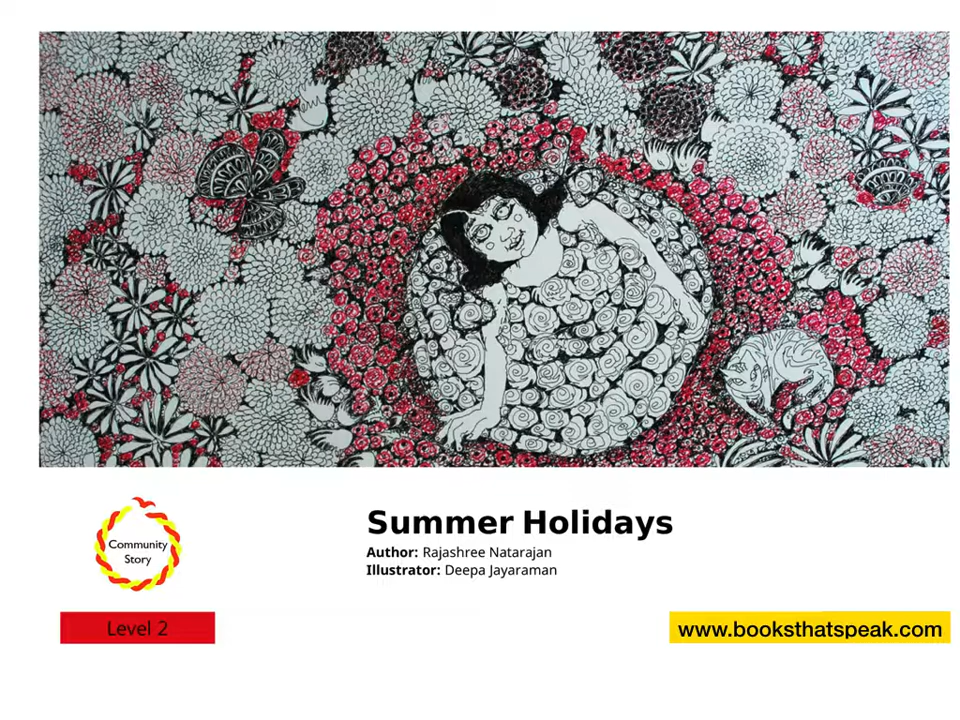 Community
Story
Summer Holidays
Author: Rajashree Natarajan
Illustrator: Deepa Jayaraman
Level 2
www.booksthatspeak.com